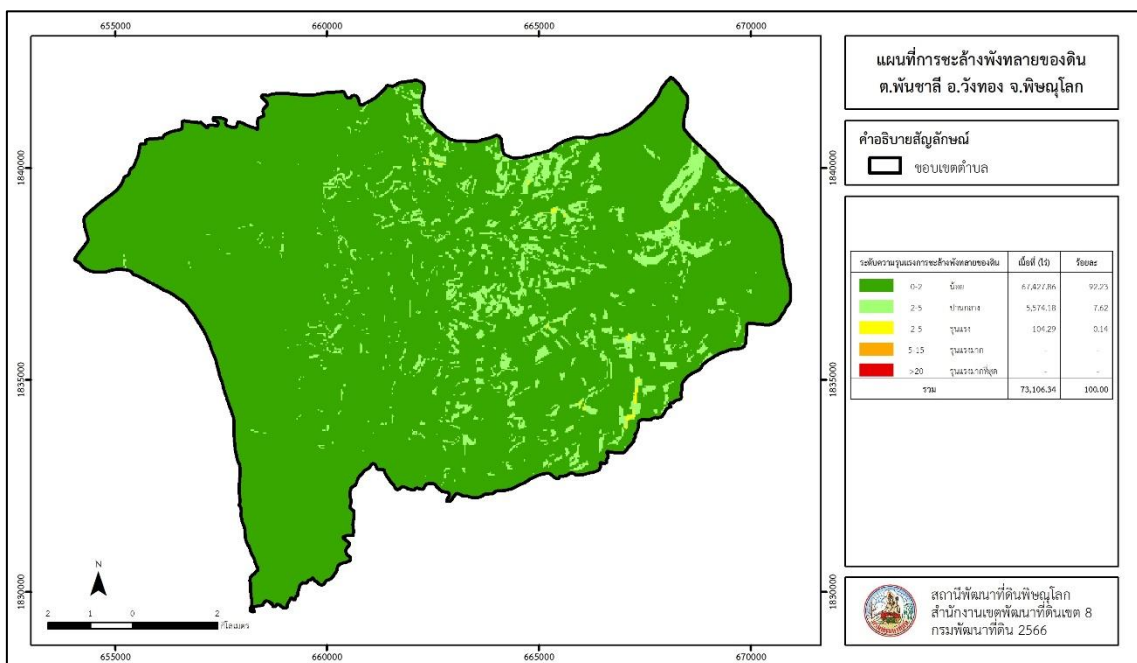 655000 660000 665000 670000
1840000
1835000
1830000
1840000
1835000
1830000
N
2 1 0 2
กิโลเมตร
655000 660000 665000 670000
แผนที่การชะล้างพังทลายของดิน
ต.พันชาลี อ.วังทอง จ.พิษณุโลก
คำอธิบายสัญลักษณ์
ขอบเขตตำบล
ระดับความรุนแรงการชะล้างพังทลายของดิน เนื้อที่ (ไร่) ร้อยละ
0-2 น้อย 67,427.86 92.23
2-5 ปานกลาง 5,574.18 7.62
2-5 รุนแรง 104.29 0.14
5-15 รุนแรงมาก - -
>20 รุนแรงมากที่สุด - -
รวม 73,106.34 100.00
สถานีพัฒนาที่ดินพิษณุโลก
สำนักงานเขตพัฒนาที่ดินเขต 8
กรมพัฒนาที่ดิน 2566